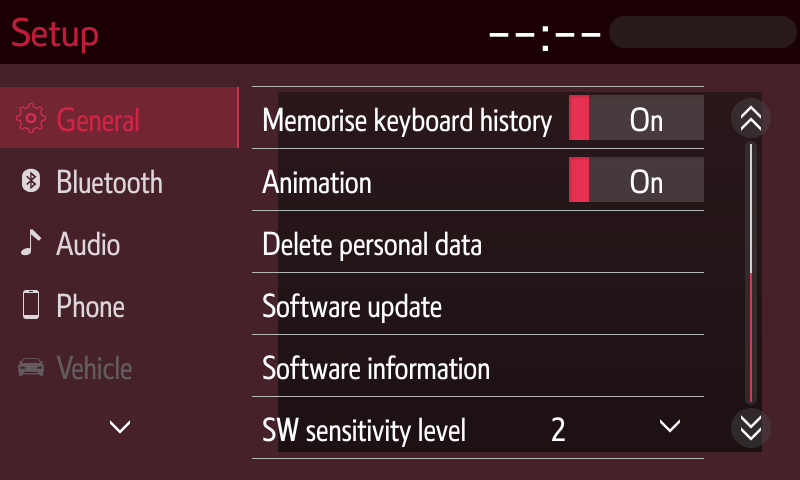 Setup
--:--
General
Bluetooth
Audio
Phone
Vehicle
Memorise keyboard history On
Animation On
Delete personal data
Software update
Software information
SW sensitivity level 2